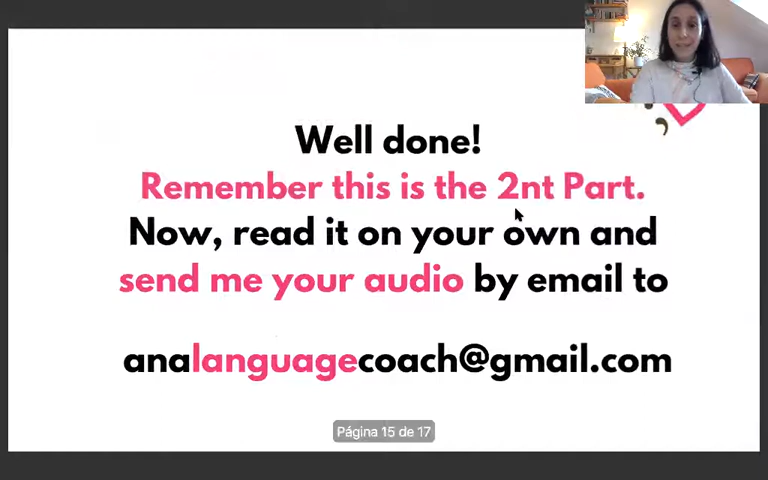 Well done!
Remember this is the 2nt Part.
Now, read it on your own and
send me your audio by email to
analanguagecoach@gmail.com
Página 15 de 17